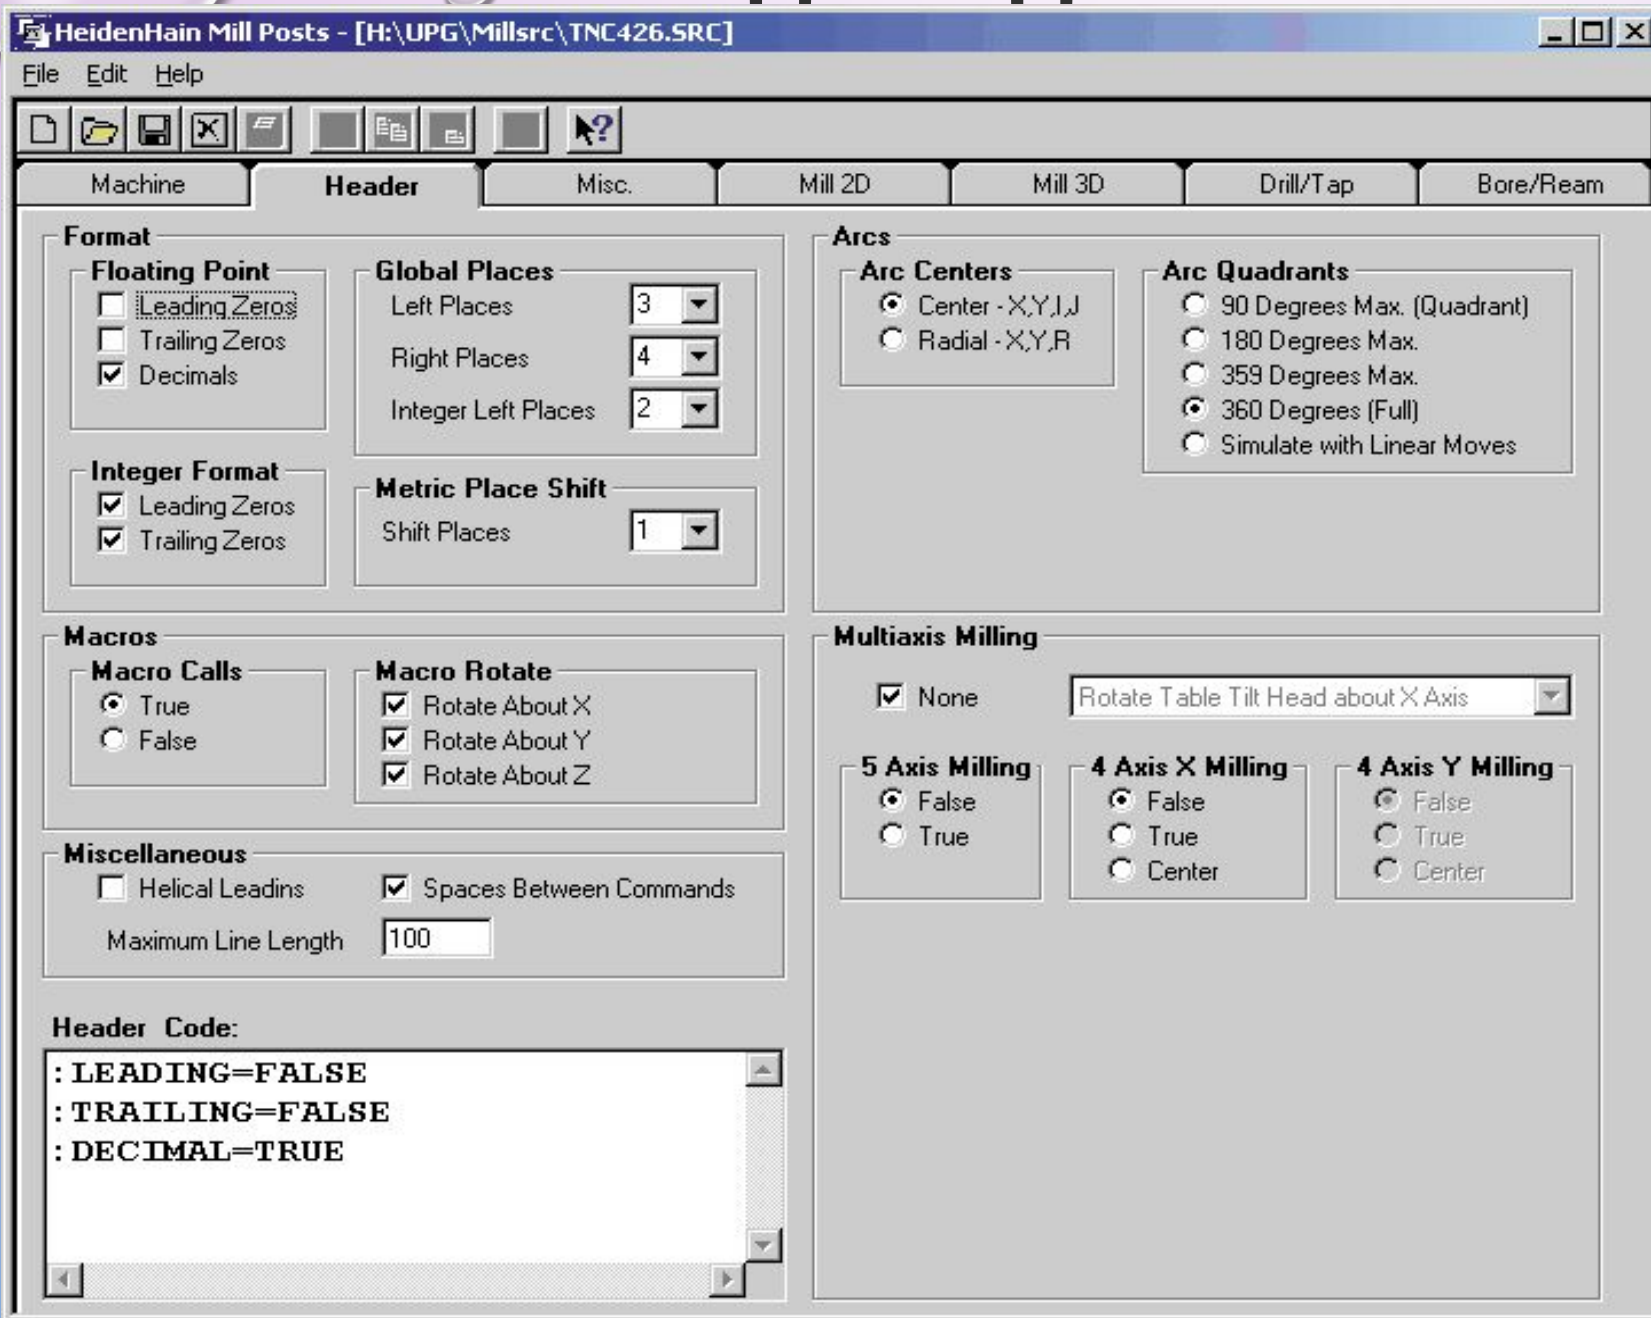 HeidenHain Mill Posts - [H:\UPG\Millsrc\TNC426.SRC]
File Edit Help
Machine Header Misc. Mill 2D Mill 3D Drill/Tap Bore/Ream
Format
Floating Point
Leading Zeros
Trailing Zeros
Decimals
Global Places
Left Places 3
Right Places 4
Integer Left Places 2
Integer Format
Leading Zeros
Trailing Zeros
Metric Place Shift
Shift Places 1
Arcs
Arc Centers
Center - X,Y,I,J
Radial - X,Y,R
Arc Quadrants
90 Degrees Max. (Quadrant)
180 Degrees Max.
359 Degrees Max.
360 Degrees (Full)
Simulate with Linear Moves
Macros
Macro Calls
True
False
Macro Rotate
Rotate About X
Rotate About Y
Rotate About Z
Multiaxis Milling
None Rotate Table Tilt Head about X Axis
5 Axis Milling
False
True
4 Axis X Milling
False
True
Center
4 Axis Y Milling
False
True
Center
Miscellaneous
Helical Leadins Spaces Between Commands
Maximum Line Length 100
Header Code:
:LEADING=FALSE
:TRAILING=FALSE
:DECIMAL=TRUE